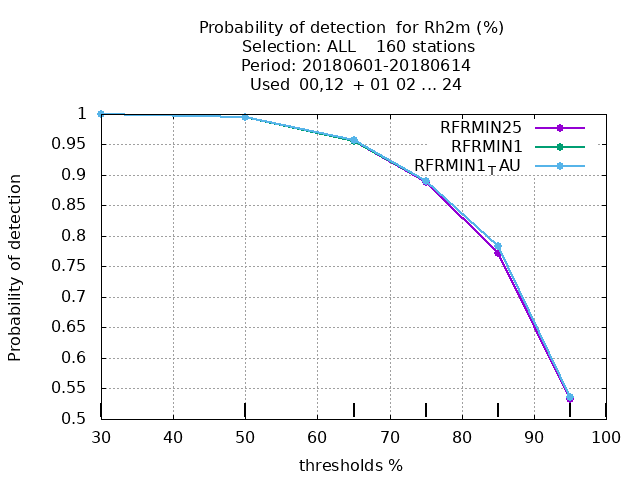 Probability of detection  for Rh2m (%)
Selection: ALL    160 stations
Period: 20180601-20180614
Used  00,12  + 01 02 ... 24
Probability of detection
1
0.95
0.9
0.85
0.8
0.75
0.7
0.65
0.6
0.55
0.5
RFRMIN25
RFRMIN1
RFRMIN1TAU
30 40 50 60 70 80 90 100
thresholds %